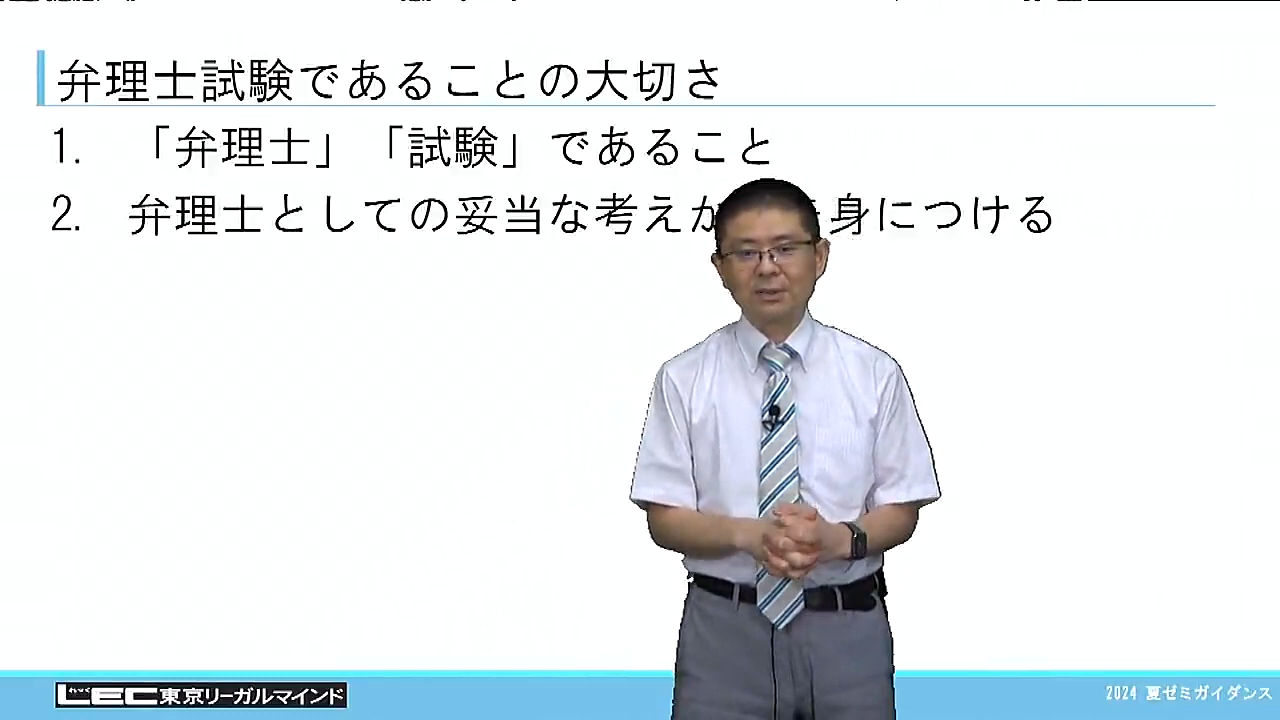 弁理士試験であることの大切さ
1. 「弁理士」「試験」であること
2. 弁理士としての妥当な考えか 身につける
LEC東京リーガルマインド
2024 夏ゼミガイダンス